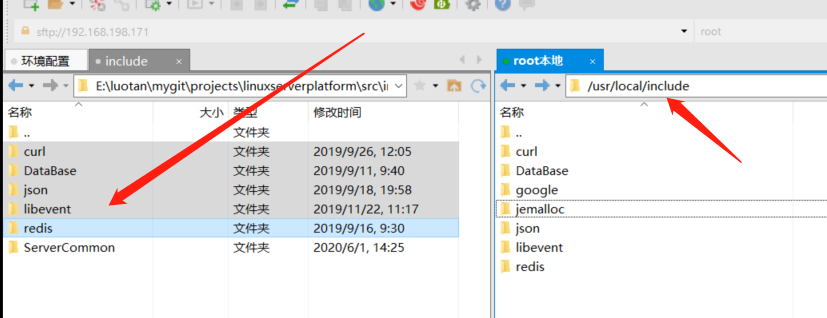 sftp://192.168.198.171
root
环境配置
include
root本地
E:\luotan\mygit\projects\linuxserverplatform\src\i
/usr/local/include
名称 大小 类型 修改时间
.. 文件夹
curl 文件夹 2019/9/26, 12:05
DataBase 文件夹 2019/9/11, 9:40
json 文件夹 2019/9/18, 19:58
libevent 文件夹 2019/11/22, 11:17
redis 文件夹 2019/9/16, 9:30
ServerCommon 文件夹 2020/6/1, 14:25
名称
..
curl
DataBase
google
jemalloc
json
libevent
redis